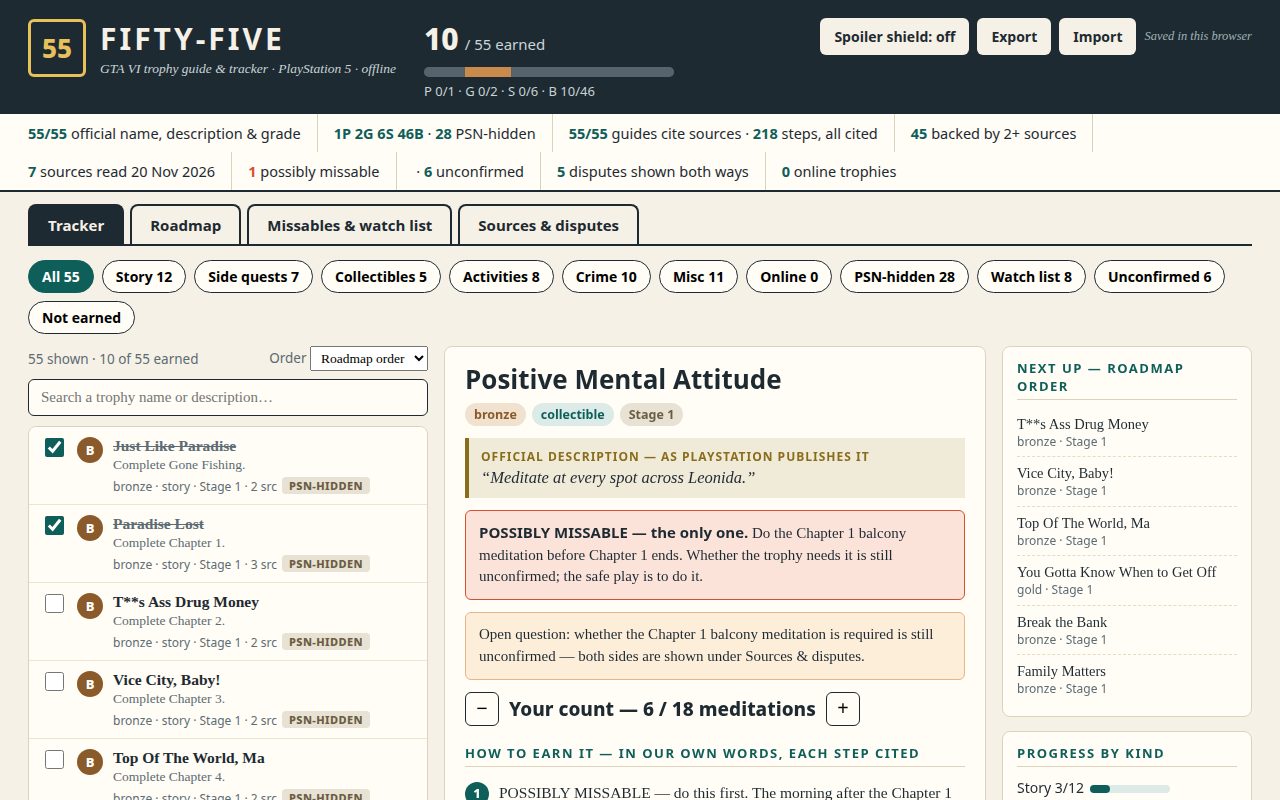 55
FIFTY-FIVE
GTA VI trophy guide & tracker · PlayStation 5 · offline
10 / 55 earned
P 0/1 · G 0/2 · S 0/6 · B 10/46
Spoiler shield: off
Export
Import
Saved in this browser
55/55 official name, description & grade
1P 2G 6S 46B · 28 PSN-hidden
55/55 guides cite sources · 218 steps, all cited
45 backed by 2+ sources
7 sources read 20 Nov 2026
1 possibly missable
· 6 unconfirmed
5 disputes shown both ways
0 online trophies
Tracker
Roadmap
Missables & watch list
Sources & disputes
All 55
Story 12
Side quests 7
Collectibles 5
Activities 8
Crime 10
Misc 11
Online 0
PSN-hidden 28
Watch list 8
Unconfirmed 6
Not earned
55 shown · 10 of 55 earned
Order Roadmap order
Search a trophy name or description…
B
Just Like Paradise
Complete Gone Fishing.
bronze · story · Stage 1 · 2 src PSN-HIDDEN
B
Paradise Lost
Complete Chapter 1.
bronze · story · Stage 1 · 3 src PSN-HIDDEN
B
T**s Ass Drug Money
Complete Chapter 2.
bronze · story · Stage 1 · 2 src PSN-HIDDEN
B
Vice City, Baby!
Complete Chapter 3.
bronze · story · Stage 1 · 2 src PSN-HIDDEN
B
Top Of The World, Ma
Complete Chapter 4.
bronze · story · Stage 1 · 2 src PSN-HIDDEN
Positive Mental Attitude
bronze
collectible
Stage 1
OFFICIAL DESCRIPTION — AS PLAYSTATION PUBLISHES IT
“Meditate at every spot across Leonida.”
POSSIBLY MISSABLE — the only one. Do the Chapter 1 balcony
meditation before Chapter 1 ends. Whether the trophy needs it is still
unconfirmed; the safe play is to do it.
Open question: whether the Chapter 1 balcony meditation is required is still
unconfirmed — both sides are shown under Sources & disputes.
− Your count — 6 / 18 meditations +
HOW TO EARN IT — IN OUR OWN WORDS, EACH STEP CITED
1 POSSIBLY MISSABLE — do this first. The morning after the Chapter 1
NEXT UP — ROADMAP
ORDER
T**s Ass Drug Money
bronze · Stage 1
Vice City, Baby!
bronze · Stage 1
Top Of The World, Ma
bronze · Stage 1
You Gotta Know When to Get Off
gold · Stage 1
Break the Bank
bronze · Stage 1
Family Matters
bronze · Stage 1
PROGRESS BY KIND
Story 3/12